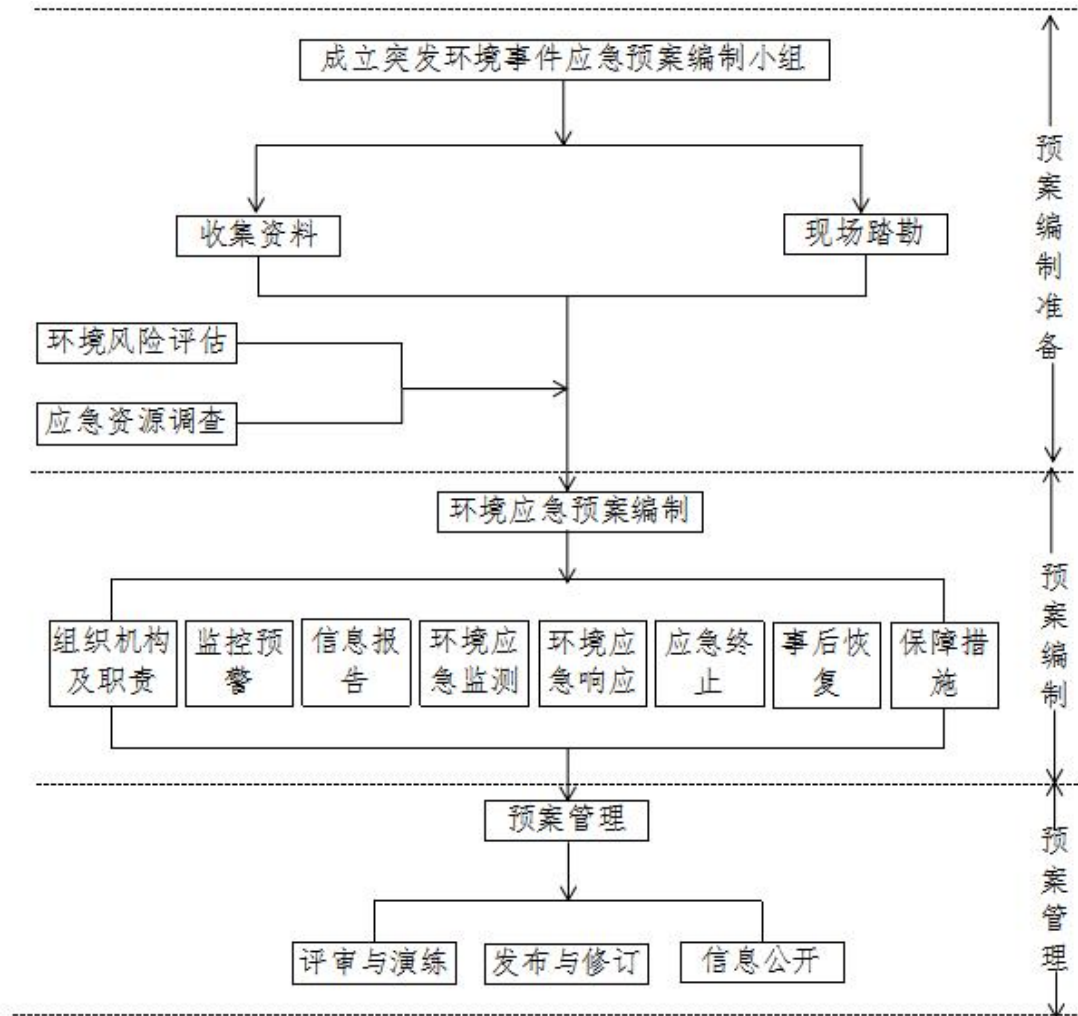 成立突发环境事件应急预案编制小组
收集资料
现场踏勘
环境风险评估
应急资源调查
预案编制准备
环境应急预案编制
组织机构
及职责
监控预
警
信息报
告
环境应
急监测
环境应
急响应
应急终
止
事后恢
复
保障措
施
预案编制
预案管理
评审与演练
发布与修订
信息公开
预案管理